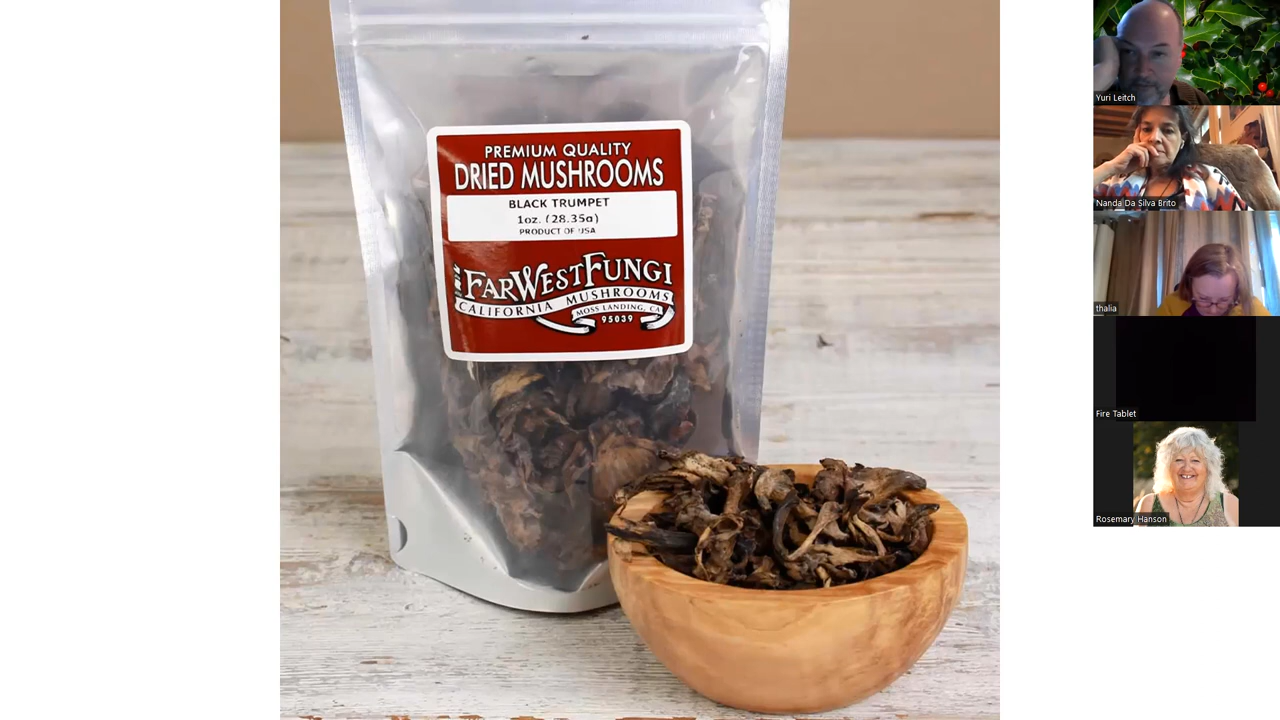 PREMIUM QUALITY
DRIED MUSHROOMS
BLACK TRUMPET
1oz. (28.35g)
PRODUCT OF USA
FARWESTFUNGI
CALIFORNIA MUSHROOMS
MOSS LANDING, CA
95039
Yuri Leitch
Nanda Da Silva Brito
thalia
Fire Tablet
Rosemary Hanson